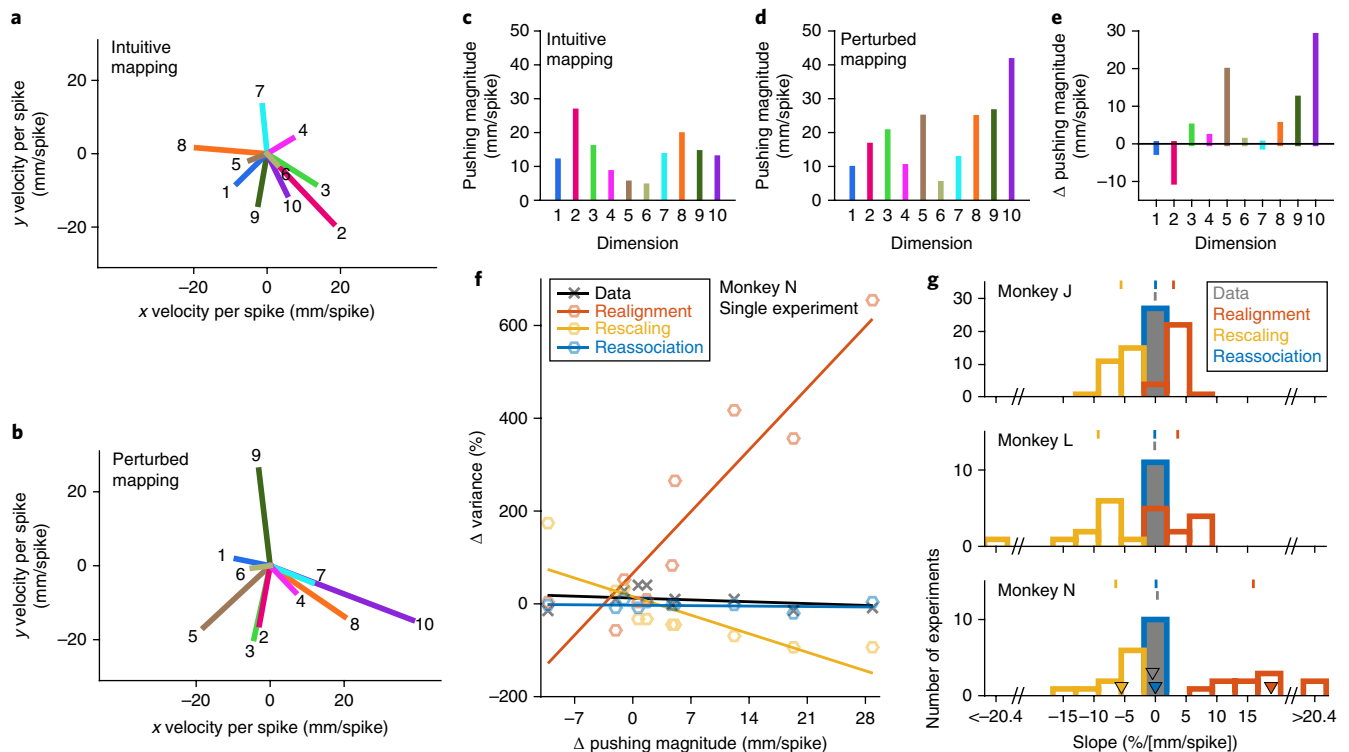 a
Intuitive
mapping
20
0
−20
−20
0
20
y velocity per spike
(mm/spike)
x velocity per spike (mm/spike)
7
4
8
5
6
1
3
9
10
2
b
Perturbed
mapping
20
0
−20
−20
0
20
y velocity per spike
(mm/spike)
x velocity per spike (mm/spike)
9
1
6
7
4
5
2
3
8
10
c
Intuitive
mapping
50
40
30
20
10
0
Pushing magnitude
(mm/spike)
1 2 3 4 5 6 7 8 9 10
Dimension
d
Perturbed
mapping
50
40
30
20
10
0
Pushing magnitude
(mm/spike)
1 2 3 4 5 6 7 8 9 10
Dimension
e
30
20
10
0
−10
Δ pushing magnitude
(mm/spike)
1 2 3 4 5 6 7 8 9 10
Dimension
f
Data
Realignment
Rescaling
Reassociation
Monkey N
Single experiment
600
400
200
0
−200
Δ variance (%)
−7 0 7 14 21 28
Δ pushing magnitude (mm/spike)
g
Monkey J
Data
Realignment
Rescaling
Reassociation
30
20
10
0
Monkey L
10
0
Monkey N
10
0
Number of experiments
<−20.4 −15 −10 −5 0 5 10 15 >20.4
Slope (%/[mm/spike])